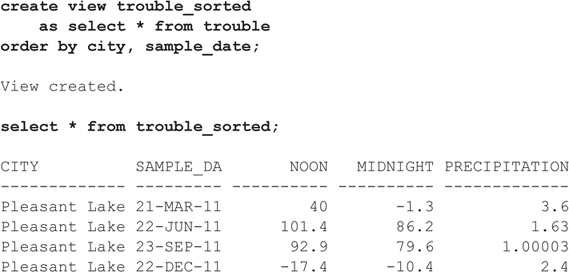 create view trouble_sorted
    as select * from trouble
order by city, sample_date;
View created.
select * from trouble_sorted;
CITY          SAMPLE_DA       NOON   MIDNIGHT PRECIPITATION
------------- --------- ---------- ---------- -------------
Pleasant Lake 21-MAR-11         40       -1.3           3.6
Pleasant Lake 22-JUN-11      101.4       86.2          1.63
Pleasant Lake 23-SEP-11       92.9       79.6       1.00003
Pleasant Lake 22-DEC-11      -17.4      -10.4           2.4